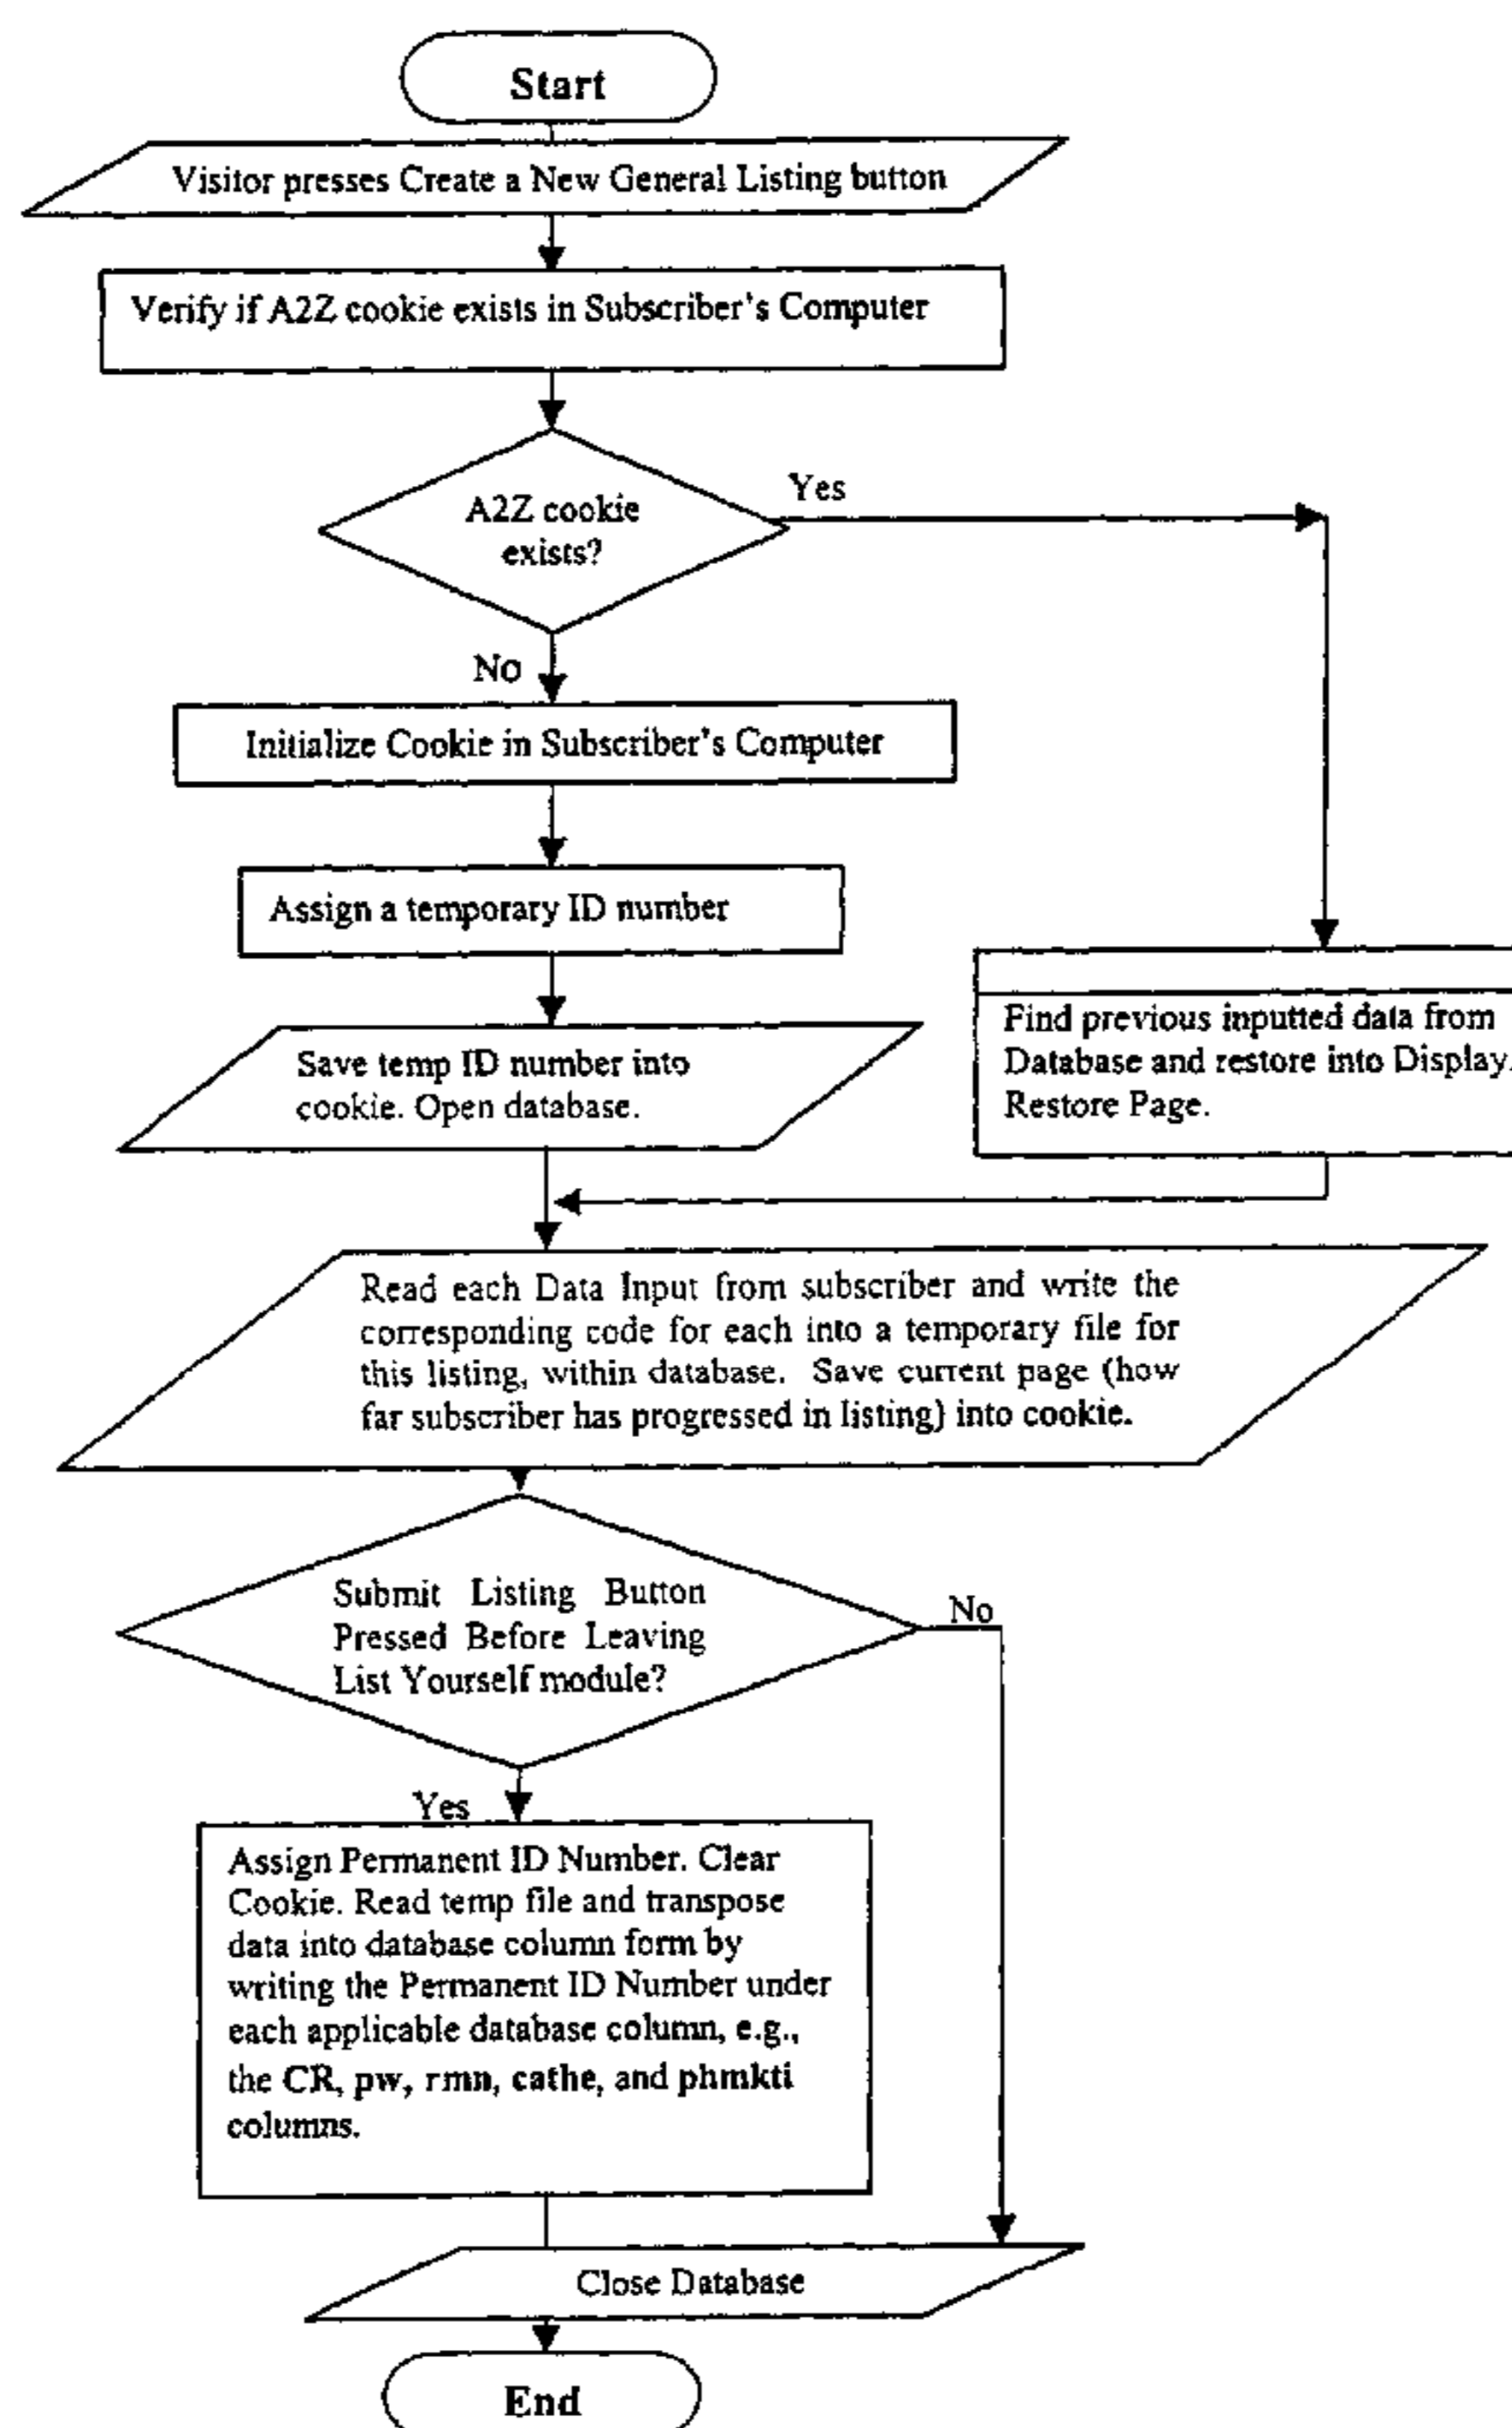 Start
Visitor presses Create a New General Listing button
Verify if A2Z cookie exists in Subscriber's Computer
A2Z cookie
exists?
Yes
No
Initialize Cookie in Subscriber's Computer
Assign a temporary ID number
Save temp ID number into
cookie. Open database.
Find previous inputted data from
Database and restore into Display.
Restore Page.
Read each Data Input from subscriber and write the
corresponding code for each into a temporary file for
this listing, within database. Save current page (how
far subscriber has progressed in listing) into cookie.
Submit Listing Button
Pressed Before Leaving
List Yourself module?
No
Yes
Assign Permanent ID Number. Clear
Cookie. Read temp file and transpose
data into database column form by
writing the Permanent ID Number under
each applicable database column, e.g.,
the CR, pw, rmn, cathe, and phmkti
columns.
Close Database
End